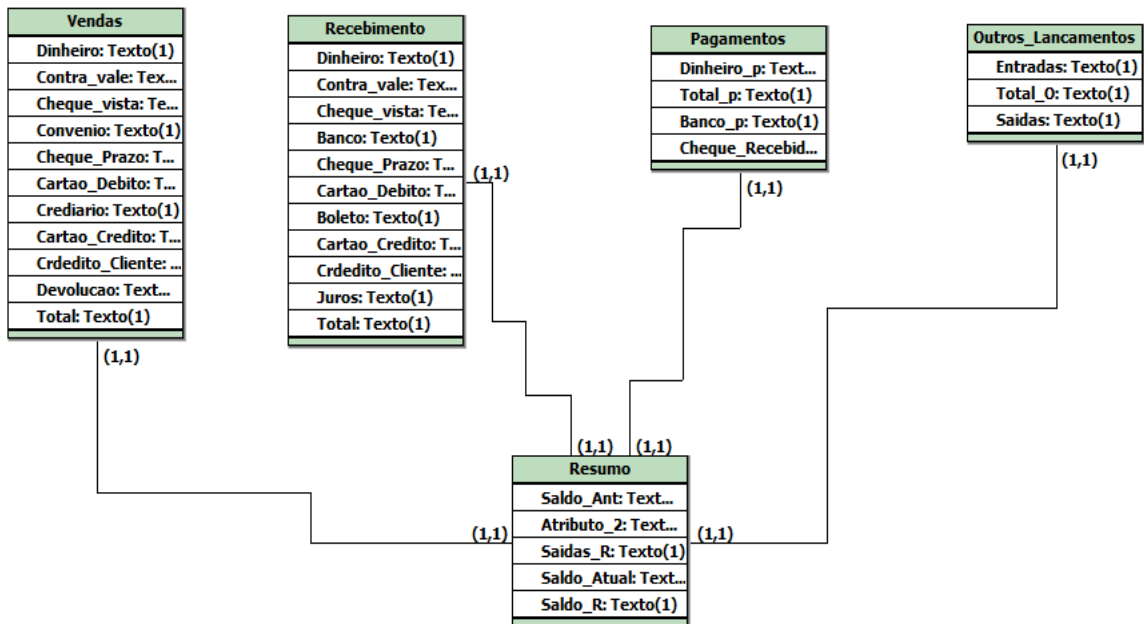 Vendas
Dinheiro: Texto(1)
Contra_vale: Tex...
Cheque_vista: Te...
Convenio: Texto(1)
Cheque_Prazo: T...
Cartao_Debito: T...
Crediario: Texto(1)
Cartao_Credito: T...
Crdedito_Cliente: ...
Devolucao: Text...
Total: Texto(1)
(1,1)
Recebimento
Dinheiro: Texto(1)
Contra_vale: Tex...
Cheque_vista: Te...
Banco: Texto(1)
Cheque_Prazo: T...
Cartao_Debito: T...
Boleto: Texto(1)
Cartao_Credito: T...
Crdedito_Cliente: ...
Juros: Texto(1)
Total: Texto(1)
(1,1)
Pagamentos
Dinheiro_p: Text...
Total_p: Texto(1)
Banco_p: Texto(1)
Cheque_Recebid...
(1,1)
Outros_Lancamentos
Entradas: Texto(1)
Total_O: Texto(1)
Saidas: Texto(1)
(1,1)
(1,1)
(1,1)
Resumo
Saldo_Ant: Text...
Atributo_2: Text...
Saidas_R: Texto(1)
Saldo_Atual: Text...
Saldo_R: Texto(1)
(1,1)
(1,1)